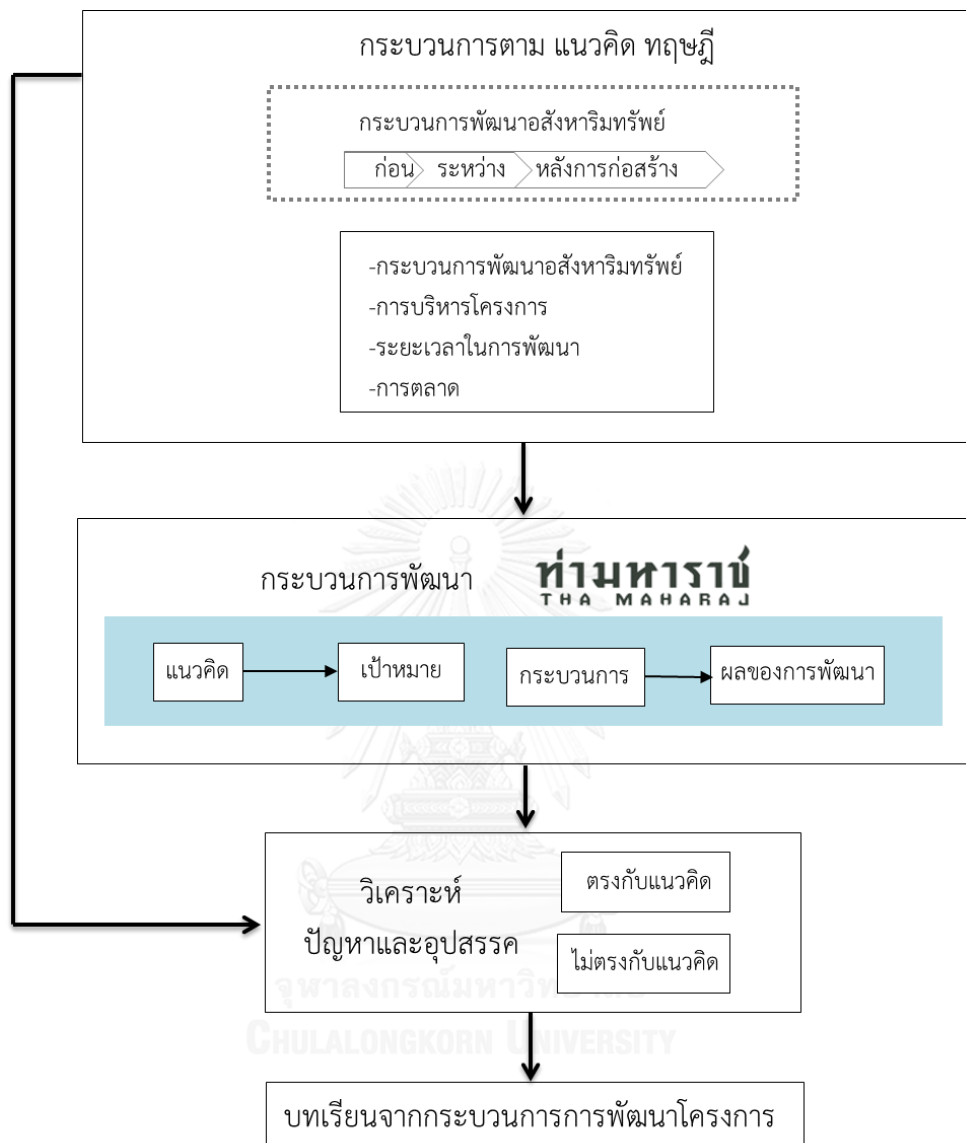 กระบวนการตาม แนวคิด ทฤษฎี
กระบวนการพัฒนาอสังหาริมทรัพย์
ก่อน ระหว่าง หลังการก่อสร้าง
-กระบวนการพัฒนาอสังหาริมทรัพย์
-การบริหารโครงการ
-ระยะเวลาในการพัฒนา
-การตลาด
กระบวนการพัฒนา ท่ามหาราช
THA MAHARAJ
แนวคิด เป้าหมาย กระบวนการ ผลของการพัฒนา
วิเคราะห์
ปัญหาและอุปสรรค
ตรงกับแนวคิด
ไม่ตรงกับแนวคิด
จุฬาลงกรณ์มหาวิทยาลัย
CHULALONGKORN UNIVERSITY
บทเรียนจากกระบวนการการพัฒนาโครงการ